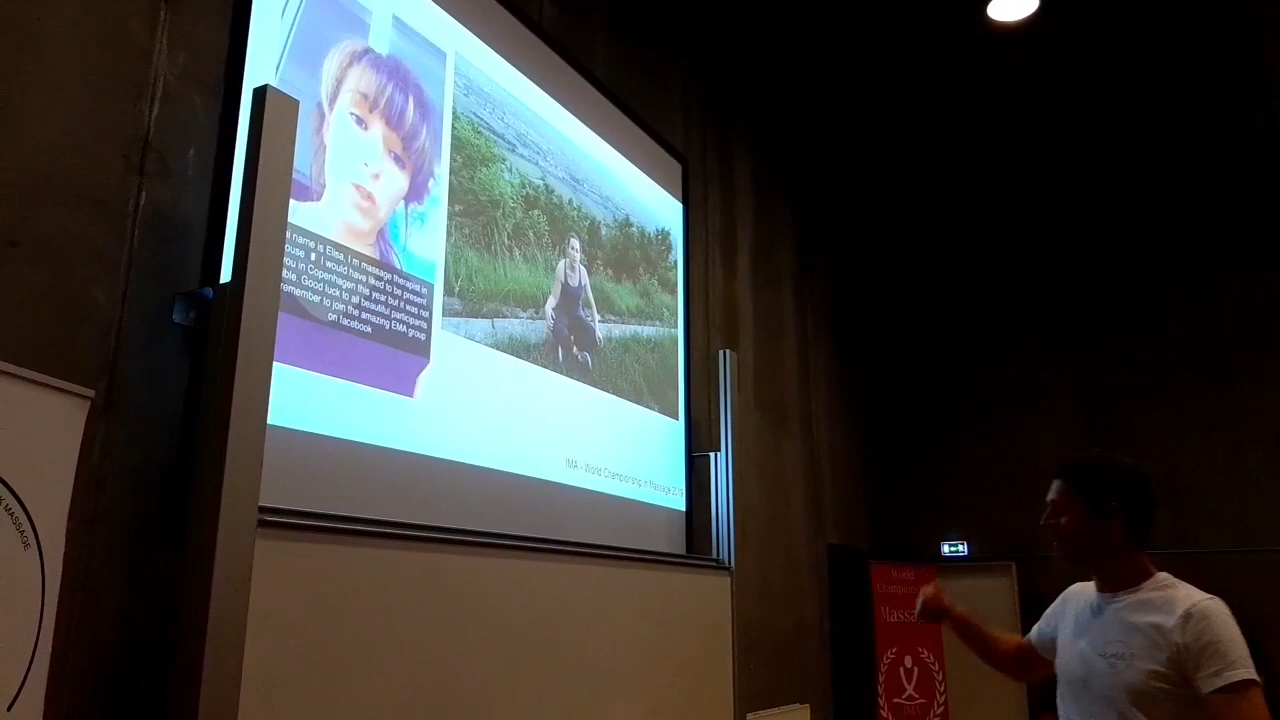 name is Elisa, I m massage therapist in
ouse I would have liked to be present
you in Copenhagen this year but it was not
ible. Good luck to all beautiful participants
remember to join the amazing EMA group
on facebook
IMA - World Championship in Massage 2019
MASSAGE
World
Championship
Massa